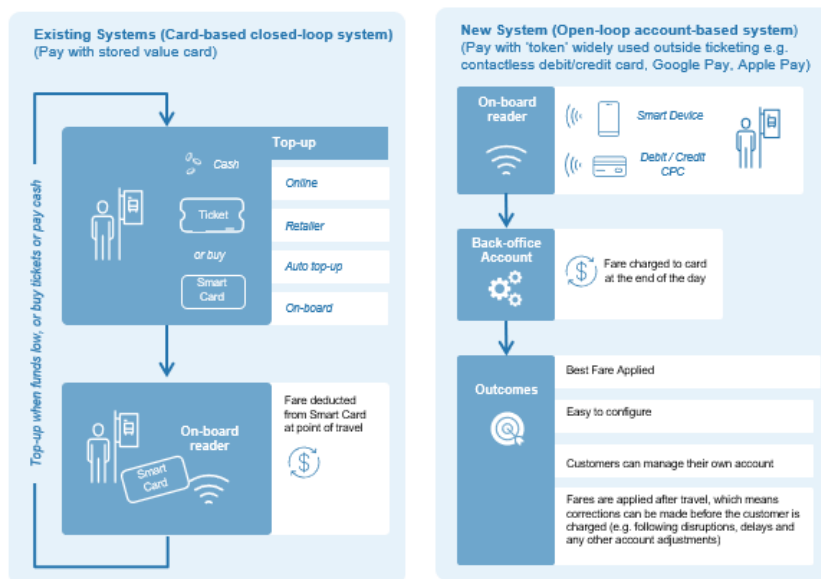 Existing Systems (Card-based closed-loop system)
(Pay with stored value card)
Top-up when funds low, or buy tickets or pay cash
Cash
Ticket
or buy
Smart
Card
Top-up
Online
Retailer
Auto top-up
On-board
On-board
reader
Smart
Card
Fare deducted
from Smart Card
at point of travel
$
New System (Open-loop account-based system)
(Pay with 'token' widely used outside ticketing e.g.
contactless debit/credit card, Google Pay, Apple Pay)
On-board
reader
Smart Device
Debit / Credit
CPC
Back-office
Account
$
Fare charged to card
at the end of the day
Outcomes
Best Fare Applied
Easy to configure
Customers can manage their own account
Fares are applied after travel, which means
corrections can be made before the customer is
charged (e.g. following disruptions, delays and
any other account adjustments)